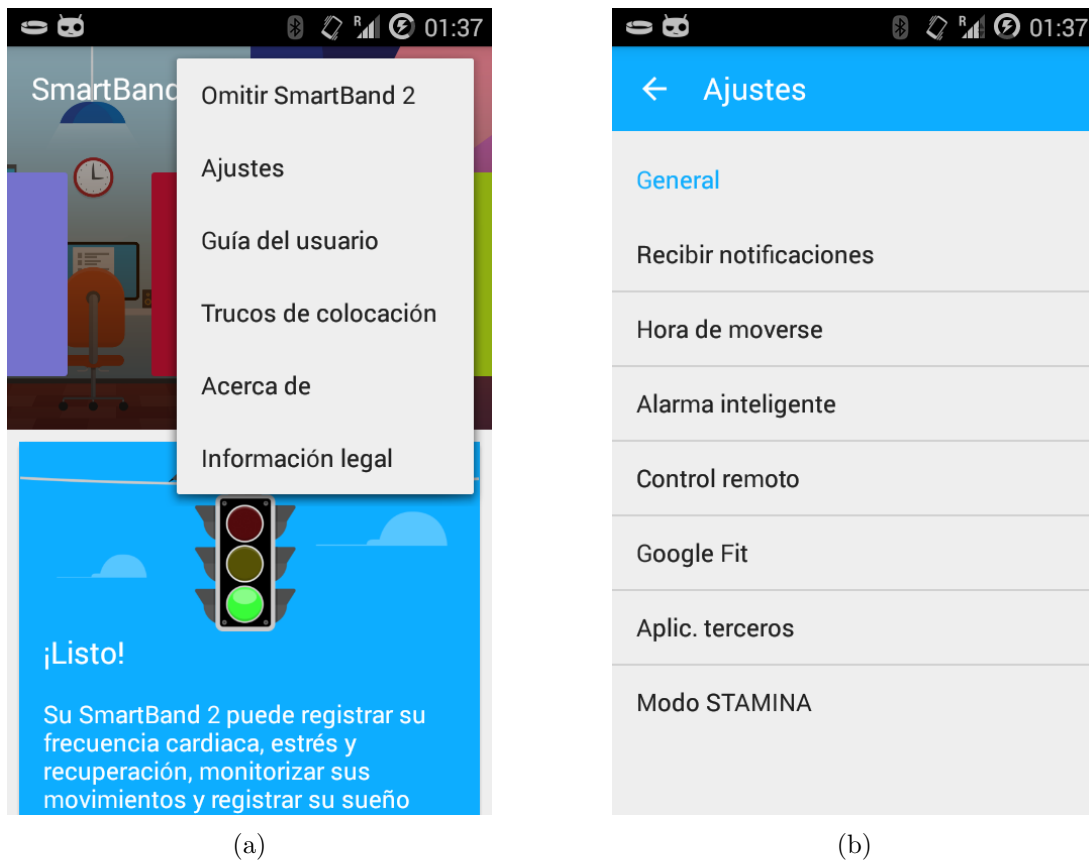 R 01:37
SmartBand
Omitir SmartBand 2
Ajustes
Guía del usuario
Trucos de colocación
Acerca de
Información legal
¡Listo!
Su SmartBand 2 puede registrar su
frecuencia cardiaca, estrés y
recuperación, monitorizar sus
movimientos y registrar su sueño
(a)
R 01:37
Ajustes
General
Recibir notificaciones
Hora de moverse
Alarma inteligente
Control remoto
Google Fit
Aplic. terceros
Modo STAMINA
(b)